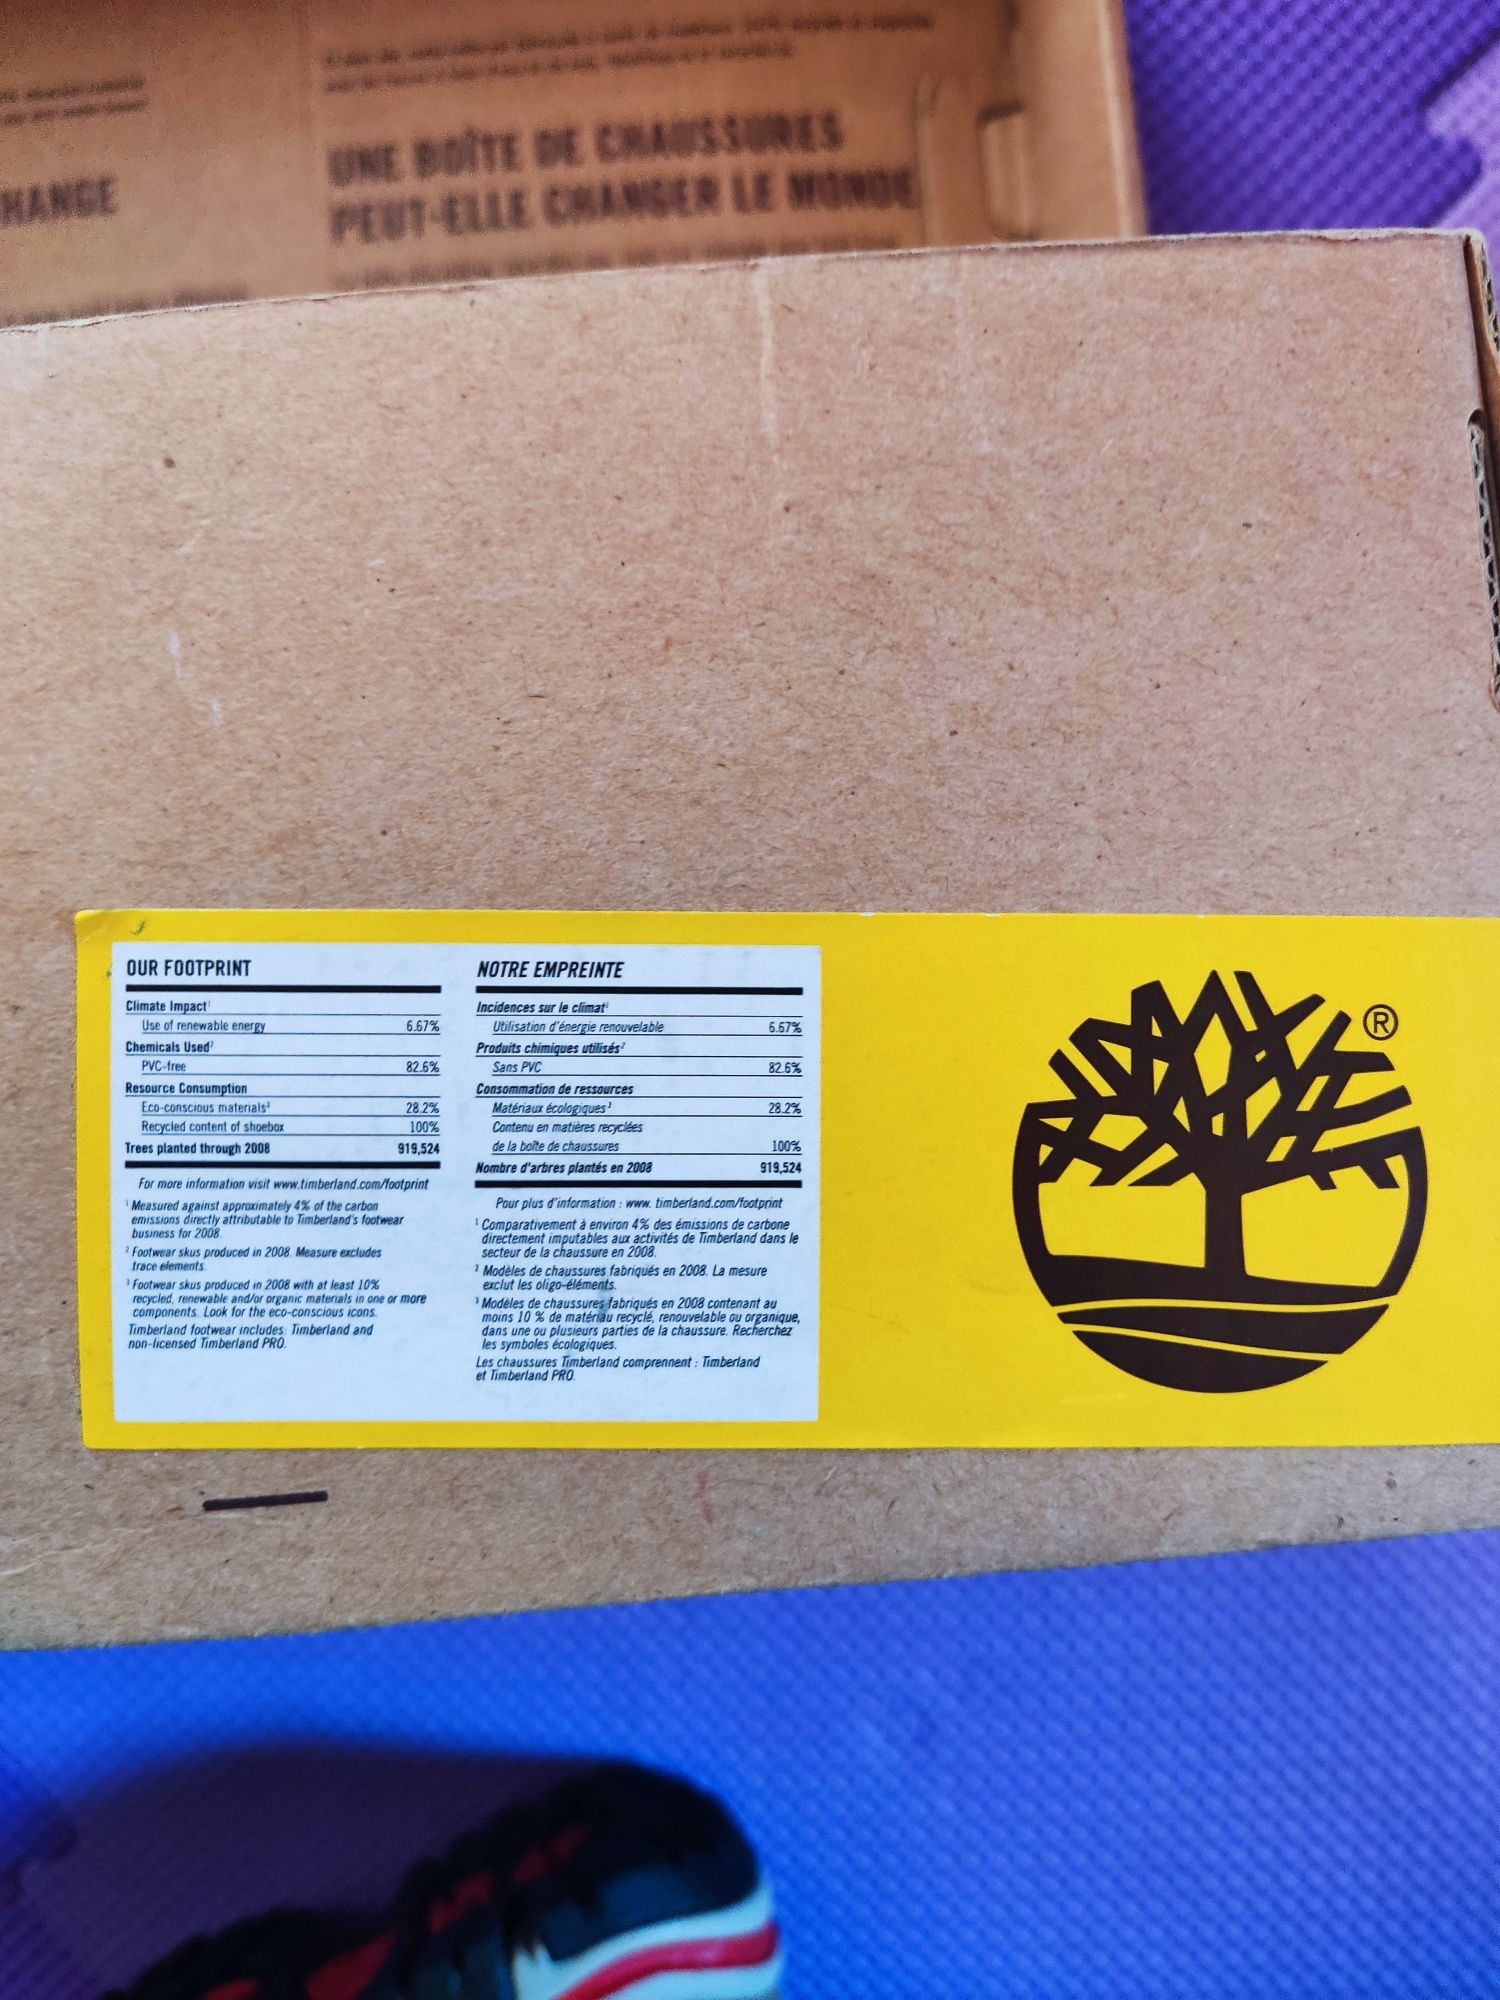 HANGE
UNE BOÎTE DE CHAUSSURES
PEUT-ELLE CHANGER LE MONDE
OUR FOOTPRINT
Climate Impact¹
Use of renewable energy 6.67%
Chemicals Used²
PVC-free 82.6%
Resource Consumption
Eco-conscious materials³ 28.2%
Recycled content of shoebox 100%
Trees planted through 2008 919,524
For more information visit www.timberland.com/footprint
¹ Measured against approximately 4% of the carbon
emissions directly attributable to Timberland's footwear
business for 2008.
² Footwear skus produced in 2008. Measure excludes
trace elements.
³ Footwear skus produced in 2008 with at least 10%
recycled, renewable and/or organic materials in one or more
components. Look for the eco-conscious icons.
Timberland footwear includes: Timberland and
non-licensed Timberland PRO.
NOTRE EMPREINTE
Incidences sur le climat¹
Utilisation d'énergie renouvelable 6.67%
Produits chimiques utilisés²
Sans PVC 82.6%
Consommation de ressources
Matériaux écologiques³ 28.2%
Contenu en matières recyclées
de la boîte de chaussures 100%
Nombre d'arbres plantés en 2008 919,524
Pour plus d'information : www. timberland.com/footprint
¹ Comparativement à environ 4% des émissions de carbone
directement imputables aux activités de Timberland dans le
secteur de la chaussure en 2008.
² Modèles de chaussures fabriqués en 2008. La mesure
exclut les oligo-éléments.
³ Modèles de chaussures fabriqués en 2008 contenant au
moins 10 % de matériau recyclé, renouvelable ou organique,
dans une ou plusieurs parties de la chaussure. Recherchez
les symboles écologiques.
Les chaussures Timberland comprennent : Timberland
et Timberland PRO.
®